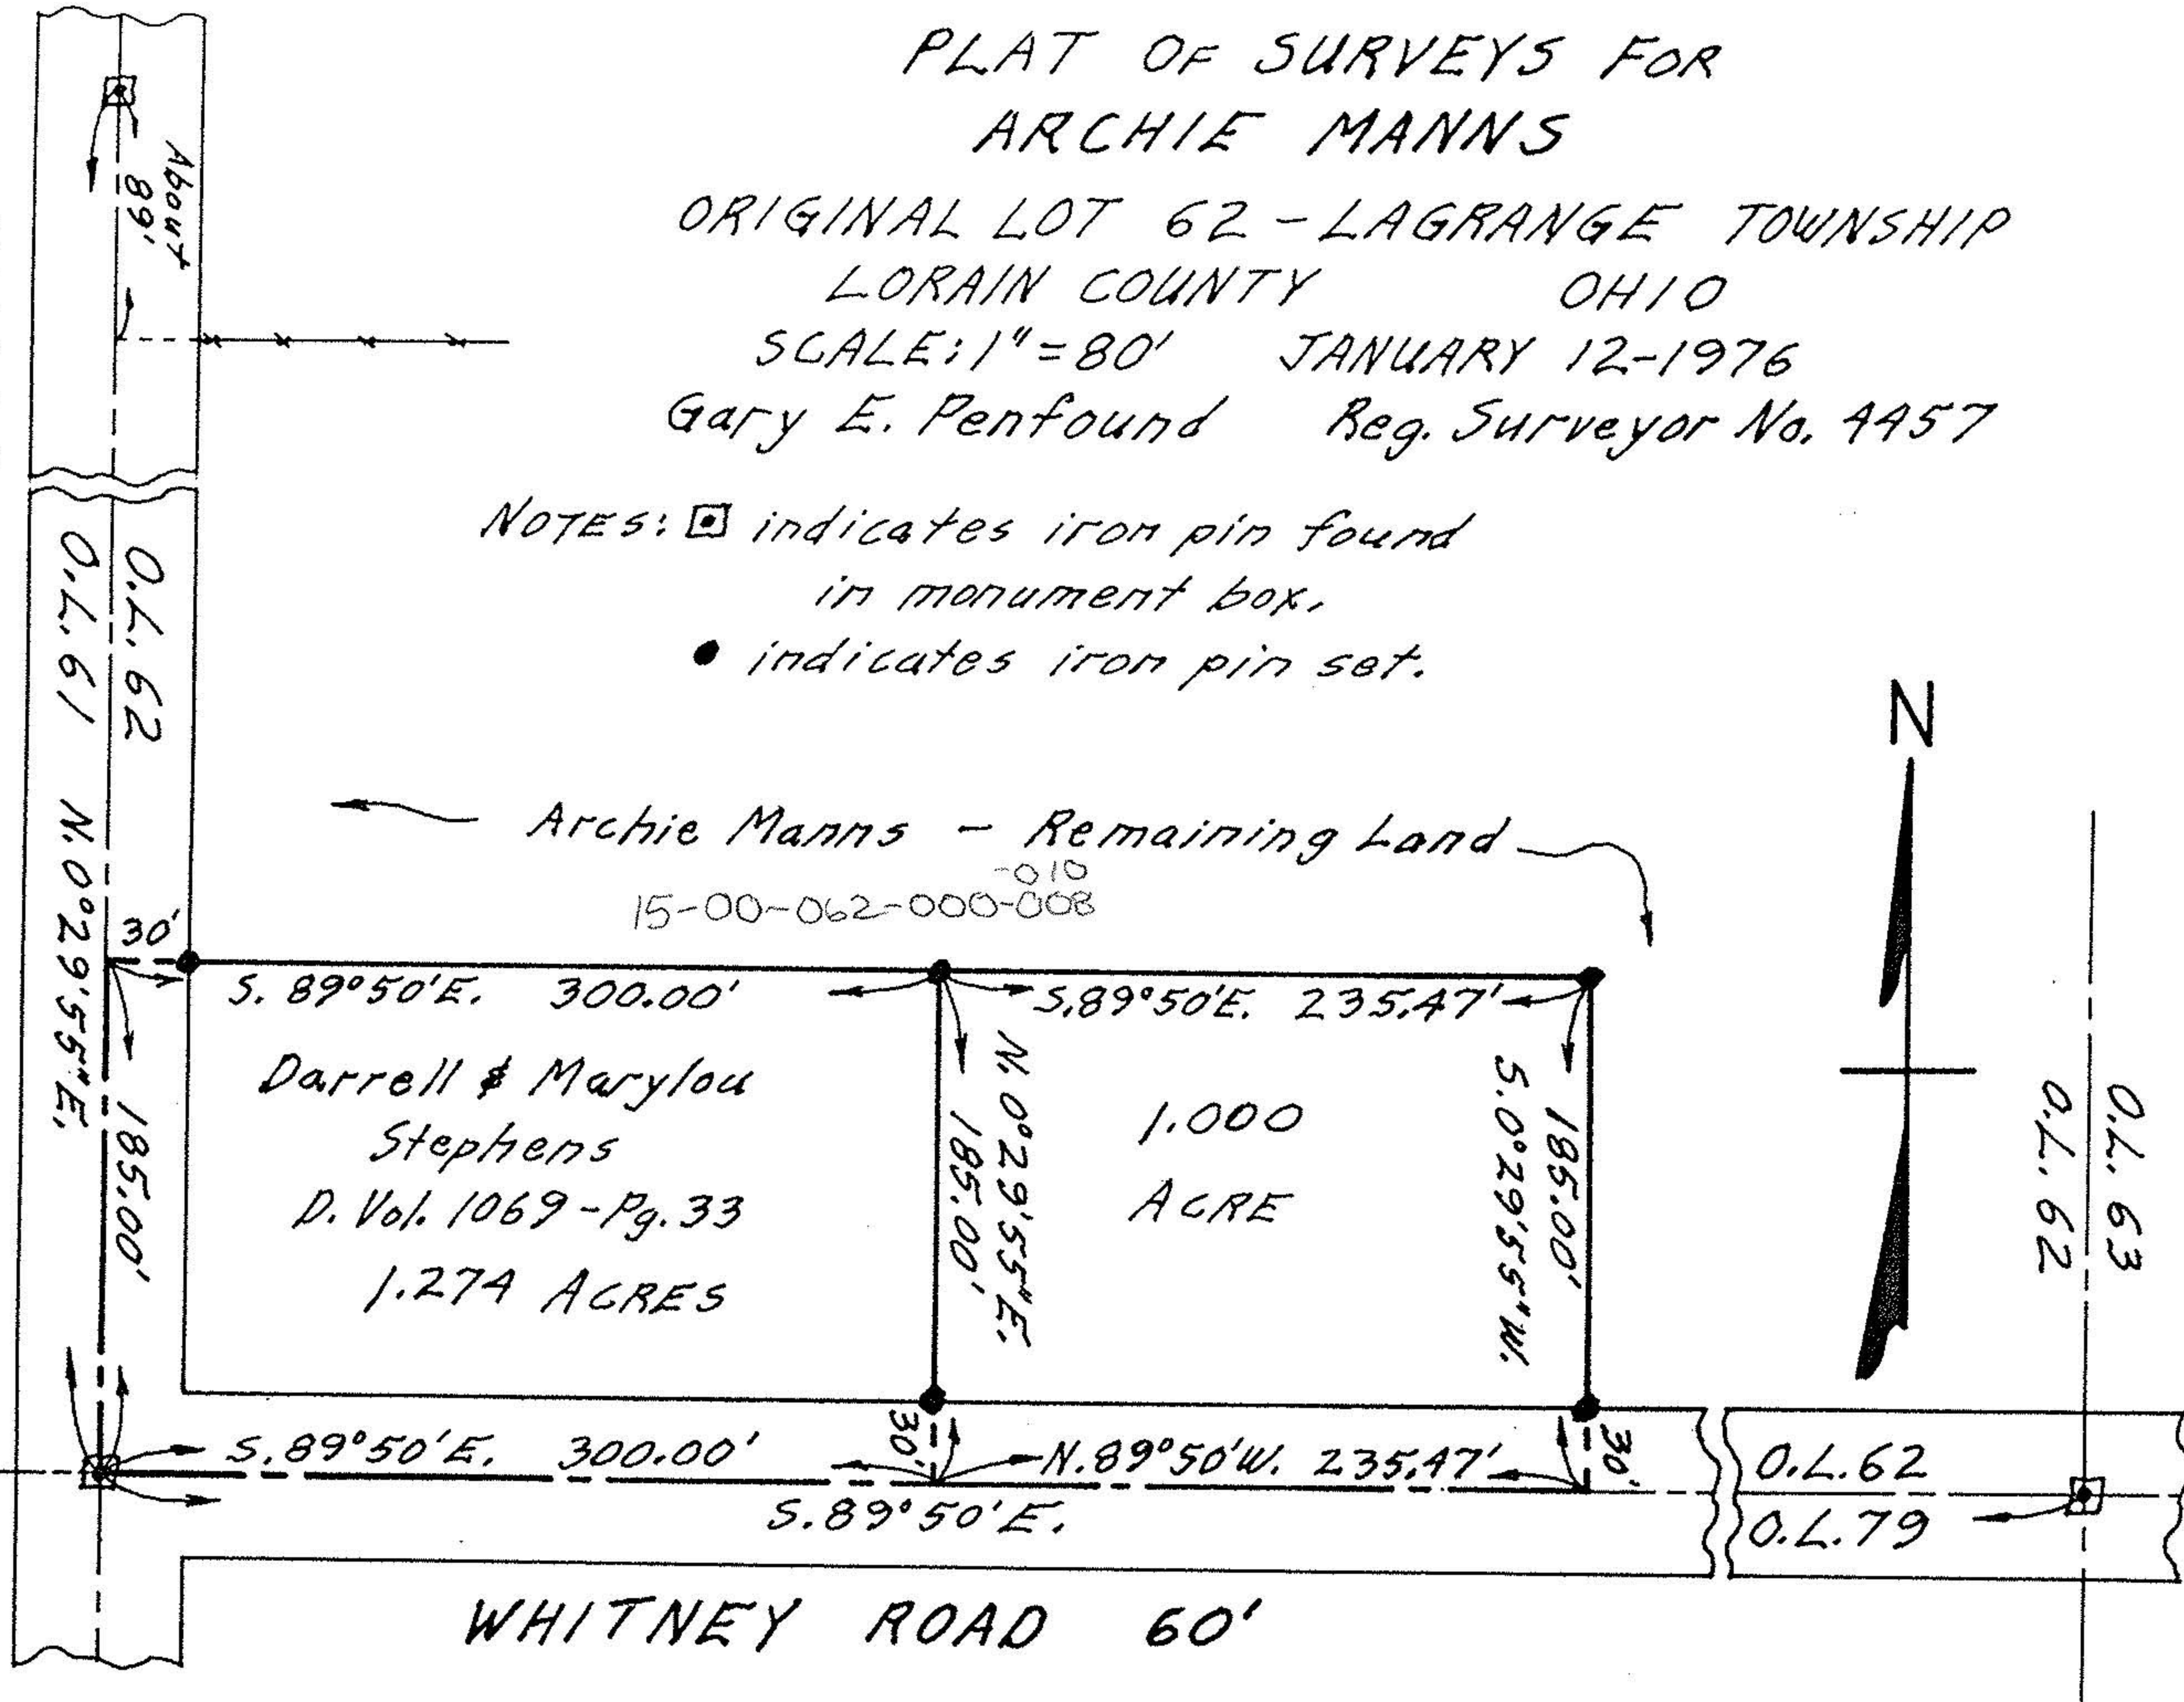 PLAT OF SURVEYS FOR
ARCHIE MANNS
ORIGINAL LOT 62 - LAGRANGE TOWNSHIP
LORAIN COUNTY OHIO
SCALE: 1" = 80' JANUARY 12-1976
Gary E. Penfound Reg. Surveyor No. 4457
NOTES: indicates iron pin found
in monument box.
indicates iron pin set.
About
89'
O.L. 62
O.L. 61
N. 0°29'55"E.
N
Archie Manns - Remaining Land
-010
15-00-062-000-008
30'
S. 89°50'E. 300.00'
S. 89°50'E. 235.47'
185.00'
Darrell & Marylou
Stephens
D. Vol. 1069 - Pg. 33
1.274 ACRES
N. 0°29'55"E.
185.00'
1.000
ACRE
185.00'
S. 0°29'55"W.
O.L. 63
O.L. 62
30'
30'
S. 89°50'E. 300.00'
N. 89°50'W. 235.47'
S. 89°50'E.
O.L. 62
O.L. 79
WHITNEY ROAD 60'